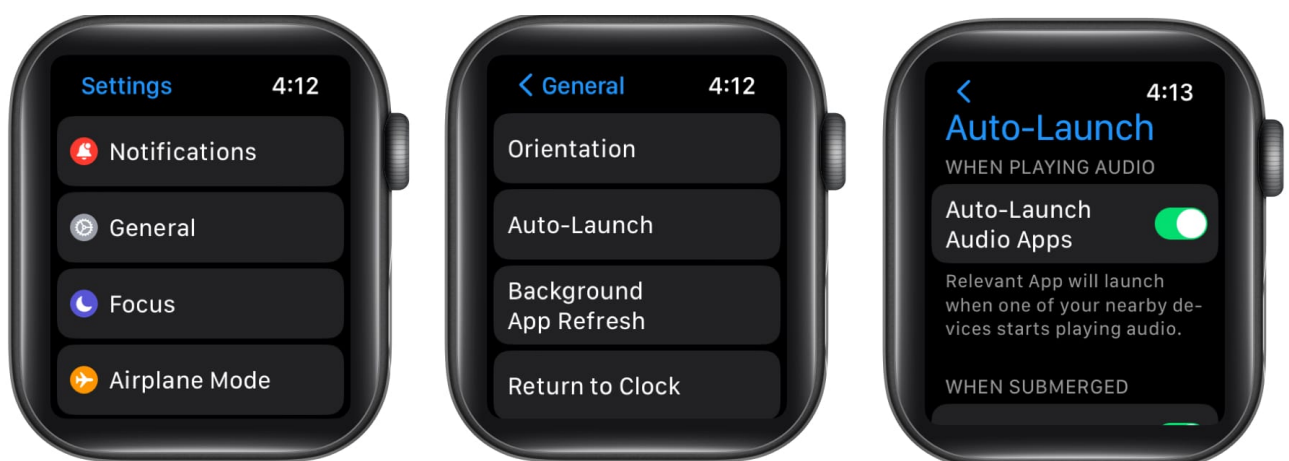 Settings 4:12
Notifications
General
Focus
Airplane Mode
< General 4:12
Orientation
Auto-Launch
Background
App Refresh
Return to Clock
< 4:13
Auto-Launch
WHEN PLAYING AUDIO
Auto-Launch
Audio Apps
Relevant App will launch
when one of your nearby de-
vices starts playing audio.
WHEN SUBMERGED